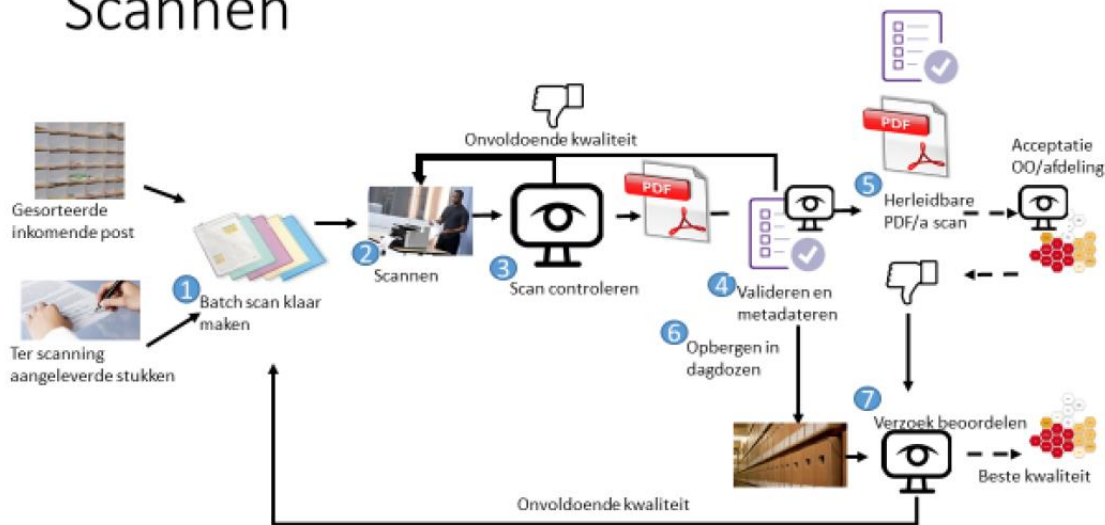 Scannen
Onvoldoende kwaliteit
PDF
PDF
Acceptatie
OO/afdeling
Gesorteerde
inkomende post
5
Herleidbare
PDF/a scan
2
Scannen
3
Scan controleren
1
Batch scan klaar
maken
4
Valideren en
metadateren
Ter scanning
aangeleverde stukken
6
Opbergen in
dagdozen
7
Verzoek beoordelen
Beste kwaliteit
Onvoldoende kwaliteit